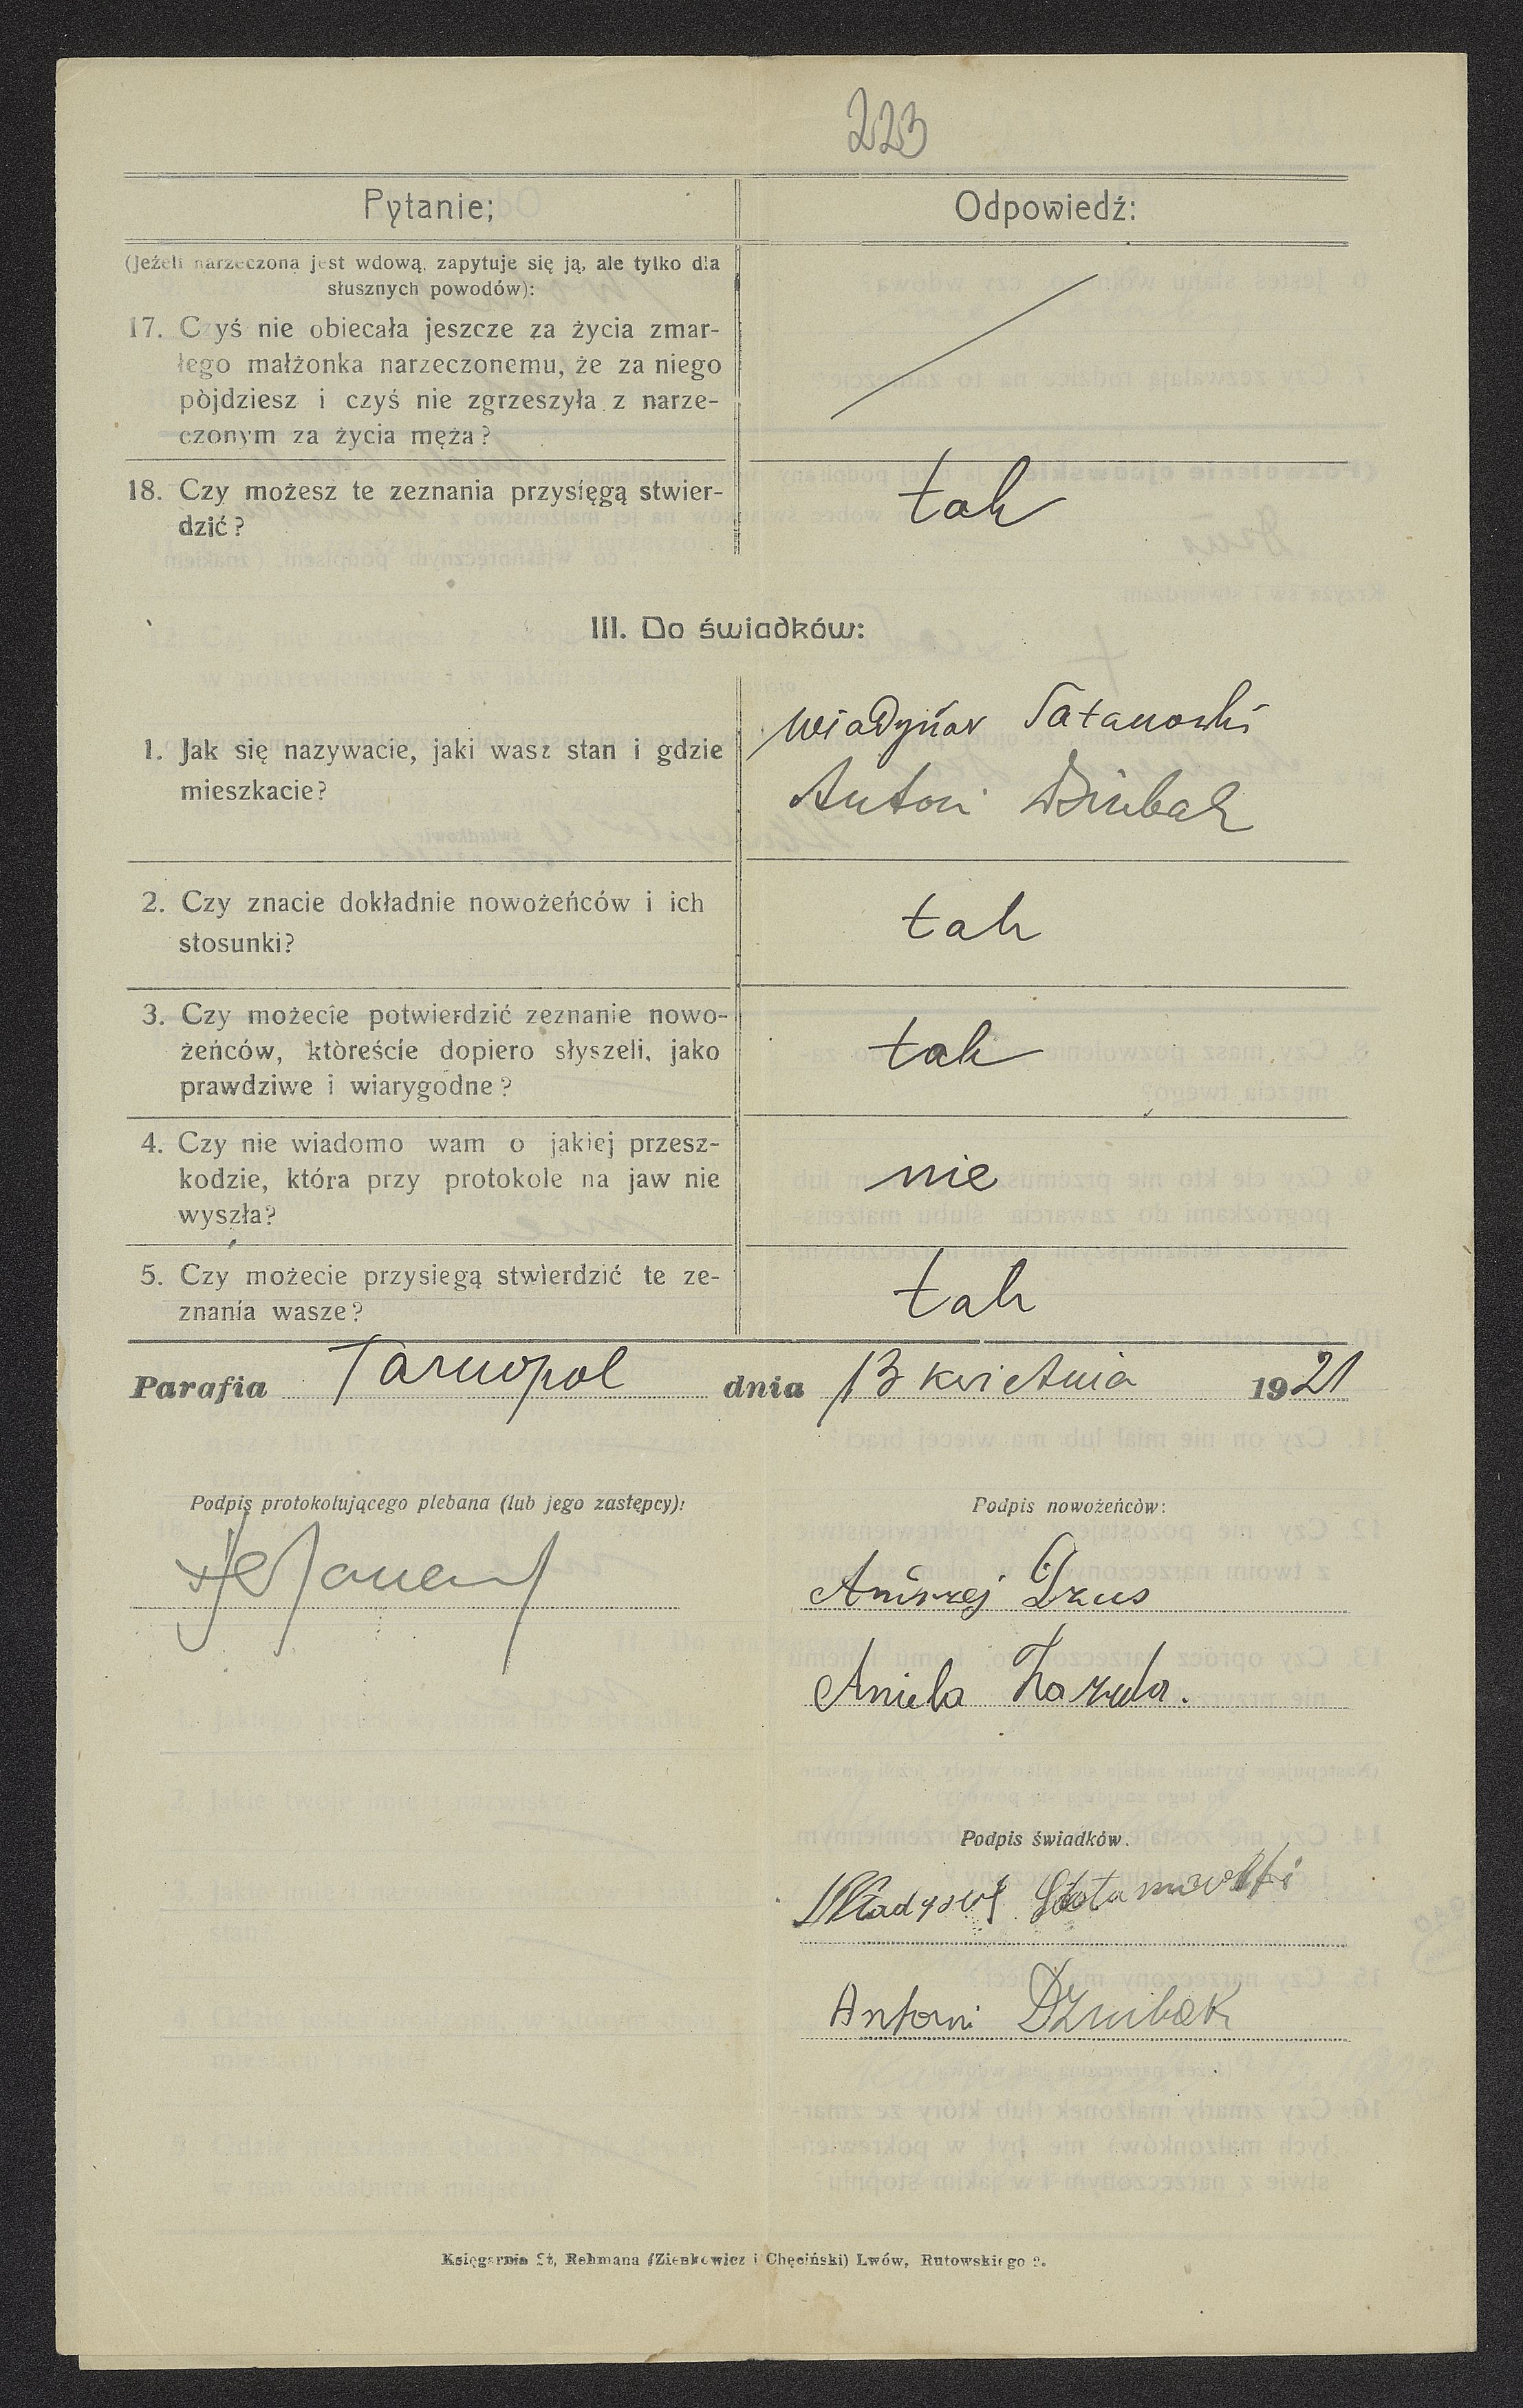 223
Pytanie;
Odpowiedź:
(Jeżeli narzeczona jest wdową, zapytuje się ją, ale tylko dla
słusznych powodów):
17. Czyś nie obiecała jeszcze za życia zmar-
łego małżonka narzeczonemu, że za niego
pòjdziesz i czyś nie zgrzeszyła z narze-
czonym za życia męża?
18. Czy możesz te zeznania przysięgą stwier-
dzić?
tak
III. Do świadków:
1. Jak się nazywacie, jaki wasz stan i gdzie
mieszkacie?
Antoni
2. Czy znacie dokładnie nowożeńców i ich
stosunki?
tak
3. Czy możecie potwierdzić zeznanie nowo-
żeńców, któreście dopiero słyszeli, jako
prawdziwe i wiarygodne?
tak
4. Czy nie wiadomo wam o jakiej przesz-
kodzie, która przy protokole na jaw nie
wyszła?
nie
5. Czy możecie przysiegą stwierdzić te ze-
znania wasze?
tak
Parafia Tarnopol dnia 13 kwietnia 1921
Podpis protokolującego plebana (lub jego zastępcy):
Podpis nowożeńcòw:
Andrzej Dzus
Aniela
Podpis świadków.
Antoni Dziubak
Księgarnia St, Rehmana (Zienkowicz i Chęciński) Lwów, Rutowskiego